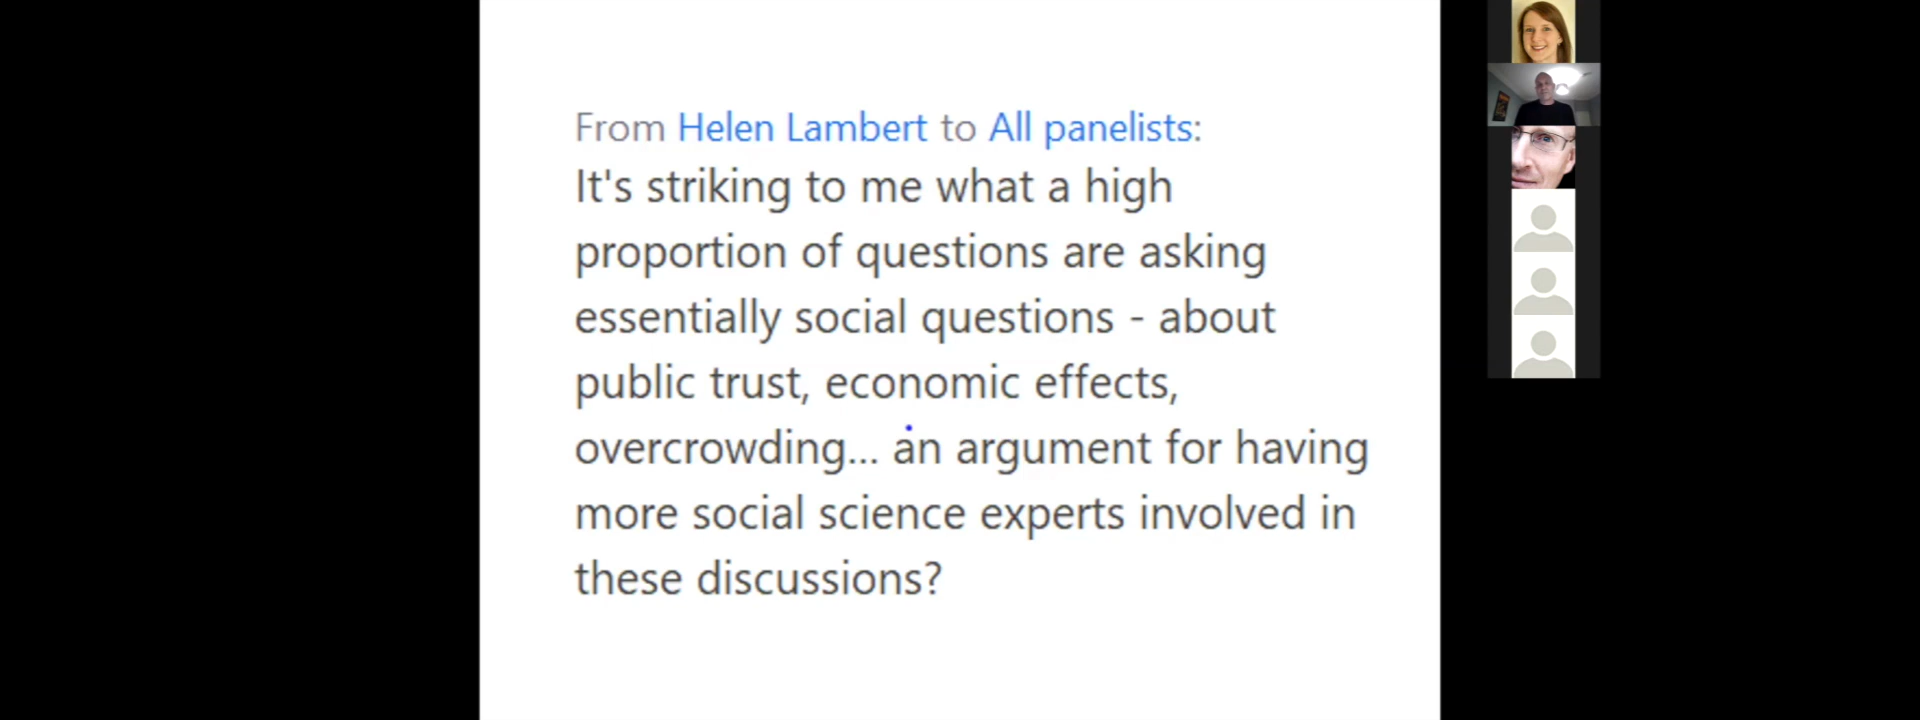 From Helen Lambert to All panelists:
It's striking to me what a high
proportion of questions are asking
essentially social questions - about
public trust, economic effects,
overcrowding... an argument for having
more social science experts involved in
these discussions?